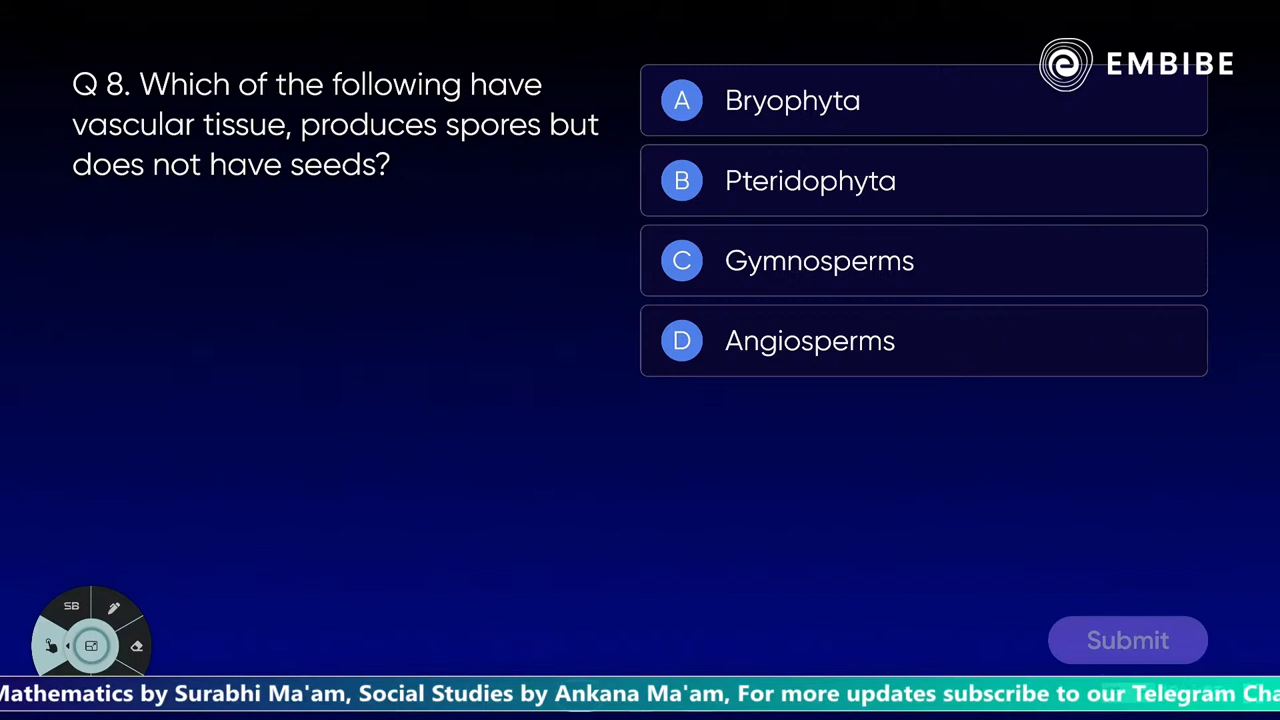 EMBIBE
Q 8. Which of the following have
vascular tissue, produces spores but
does not have seeds?
A Bryophyta
B Pteridophyta
C Gymnosperms
D Angiosperms
SB
Submit
Mathematics by Surabhi Ma'am, Social Studies by Ankana Ma'am, For more updates subscribe to our Telegram Cha